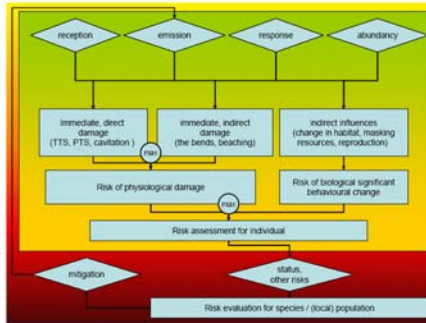 reception
emission
response
abundancy
Immediate, direct
damage
(TTS, PTS, cavitation )
immediate, indirect
damage
(the bends, beaching)
indirect influences
(change in habitat, masking
resources, reproduction)
max
Risk of physiological damage
Risk of biological significant
behavioural change
max
Risk assessment for individual
mitigation
status,
other risks
Risk evaluation for species / (local) population